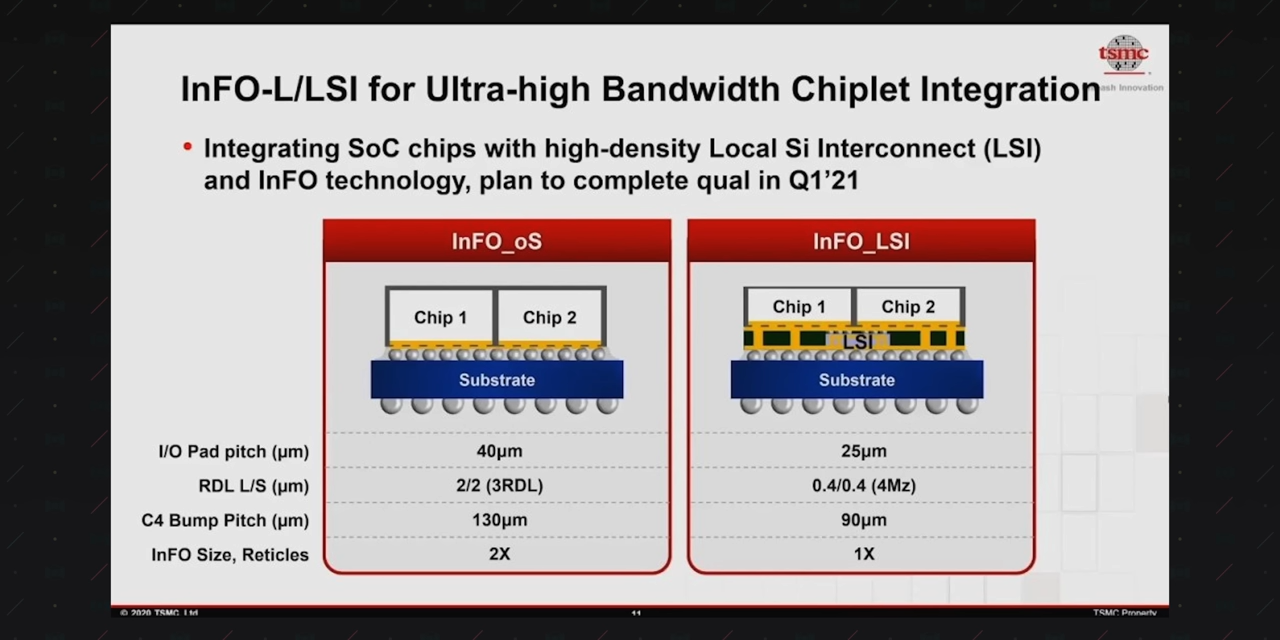 tsmc
InFO-L/LSI for Ultra-high Bandwidth Chiplet Integration
Innovation
• Integrating SoC chips with high-density Local Si Interconnect (LSI)
and InFO technology, plan to complete qual in Q1’21
InFO_oS
InFO_LSI
Chip 1
Chip 2
Chip 1
Chip 2
LSI
Substrate
Substrate
I/O Pad pitch (µm) 40µm 25µm
RDL L/S (µm) 2/2 (3RDL) 0.4/0.4 (4Mz)
C4 Bump Pitch (µm) 130µm 90µm
InFO Size, Reticles 2X 1X
© 2020 TSMC, Ltd
11
TSMC Property